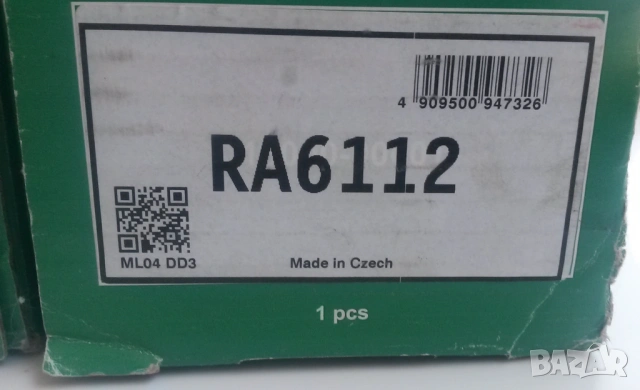 4 909500 947326
RA6112
ML04 DD3
Made in Czech
1 pcs
BAZAR